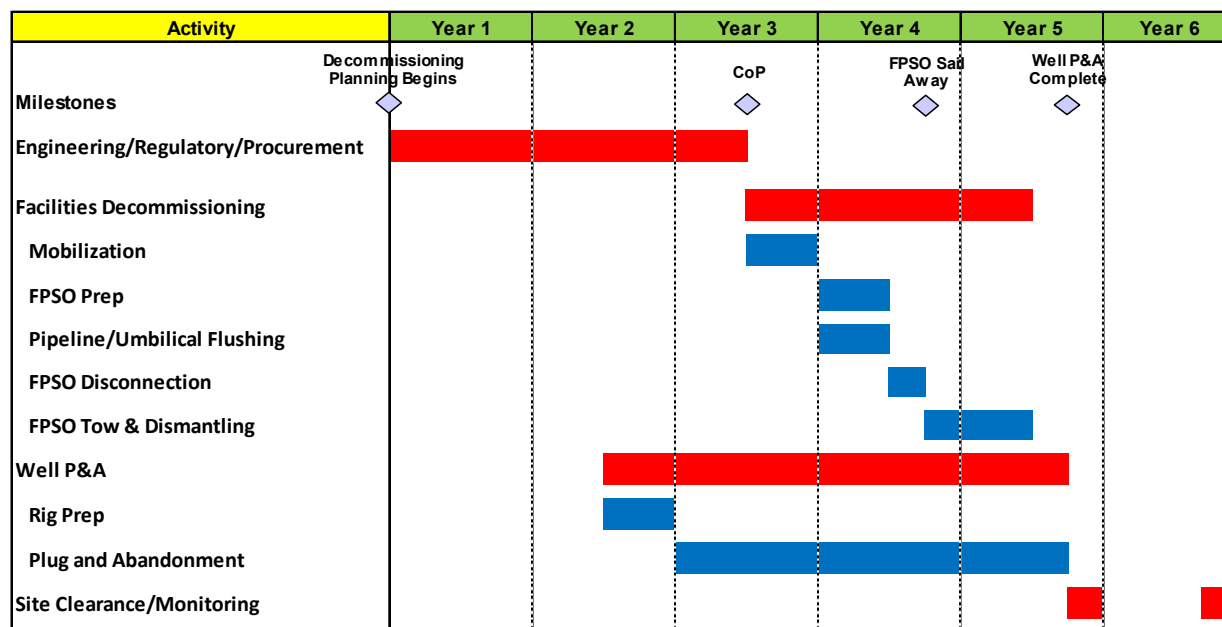 Activity Year 1 Year 2 Year 3 Year 4 Year 5 Year 6
Decommissioning
Planning Begins
CoP
FPSO Sail
Away
Well P&A
Complete
Milestones
Engineering/Regulatory/Procurement
Facilities Decommissioning
Mobilization
FPSO Prep
Pipeline/Umbilical Flushing
FPSO Disconnection
FPSO Tow & Dismantling
Well P&A
Rig Prep
Plug and Abandonment
Site Clearance/Monitoring